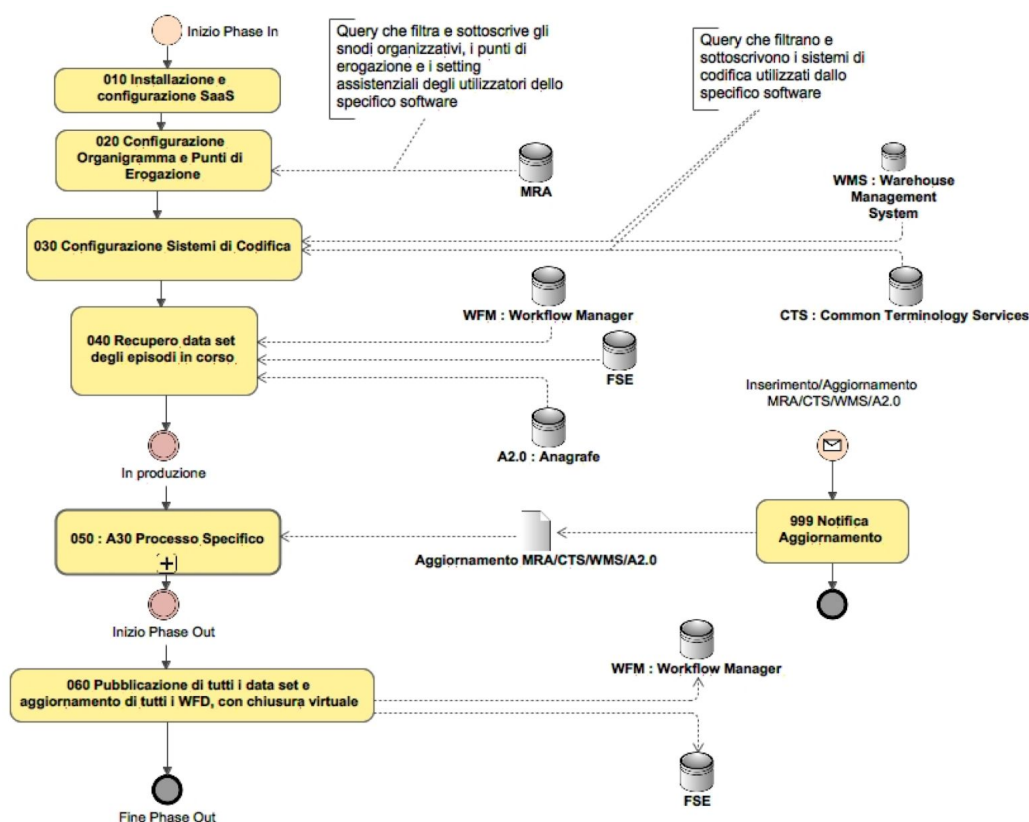 Inizio Phase In
Query che filtra e sottoscrive gli
snodi organizzativi, i punti di
erogazione e i setting
assistenziali degli utilizzatori dello
specifico software
Query che filtrano e
sottoscrivono i sistemi di
codifica utilizzati dallo
specifico software
010 Installazione e
configurazione SaaS
020 Configurazione
Organigramma e Punti di
Erogazione
MRA
WMS : Warehouse
Management
System
030 Configurazione Sistemi di Codifica
WFM : Workflow Manager
CTS : Common Terminology Services
040 Recupero data set
degli episodi in corso
FSE
Inserimento/Aggiornamento
MRA/CTS/WMS/A2.0
A2.0 : Anagrafe
In produzione
050 : A30 Processo Specifico
Aggiornamento MRA/CTS/WMS/A2.0
999 Notifica
Aggiornamento
Inizio Phase Out
WFM : Workflow Manager
060 Pubblicazione di tutti i data set e
aggiornamento di tutti i WFD, con chiusura virtuale
FSE
Fine Phase Out